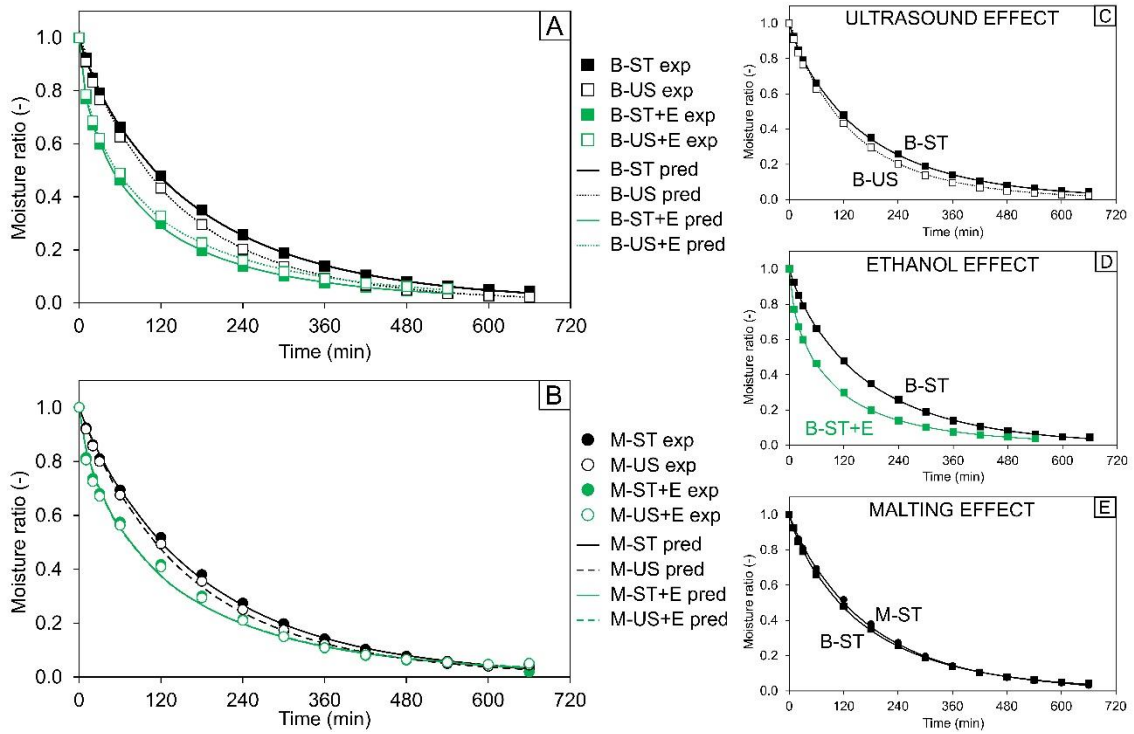 A
Moisture ratio (-)
1.0
0.8
0.6
0.4
0.2
0.0
0
120
240
360
480
600
720
Time (min)
B-ST exp
B-US exp
B-ST+E exp
B-US+E exp
B-ST pred
B-US pred
B-ST+E pred
B-US+E pred
B
Moisture ratio (-)
1.0
0.8
0.6
0.4
0.2
0.0
0
120
240
360
480
600
720
Time (min)
M-ST exp
M-US exp
M-ST+E exp
M-US+E exp
M-ST pred
M-US pred
M-ST+E pred
M-US+E pred
ULTRASOUND EFFECT
C
Moisture ratio (-)
1.0
0.8
0.6
0.4
0.2
0.0
B-ST
B-US
0
120
240
360
480
600
720
Time (min)
ETHANOL EFFECT
D
Moisture ratio (-)
1.0
0.8
0.6
0.4
0.2
0.0
B-ST
B-ST+E
0
120
240
360
480
600
720
Time (min)
MALTING EFFECT
E
Moisture ratio (-)
1.0
0.8
0.6
0.4
0.2
0.0
M-ST
B-ST
0
120
240
360
480
600
720
Time (min)